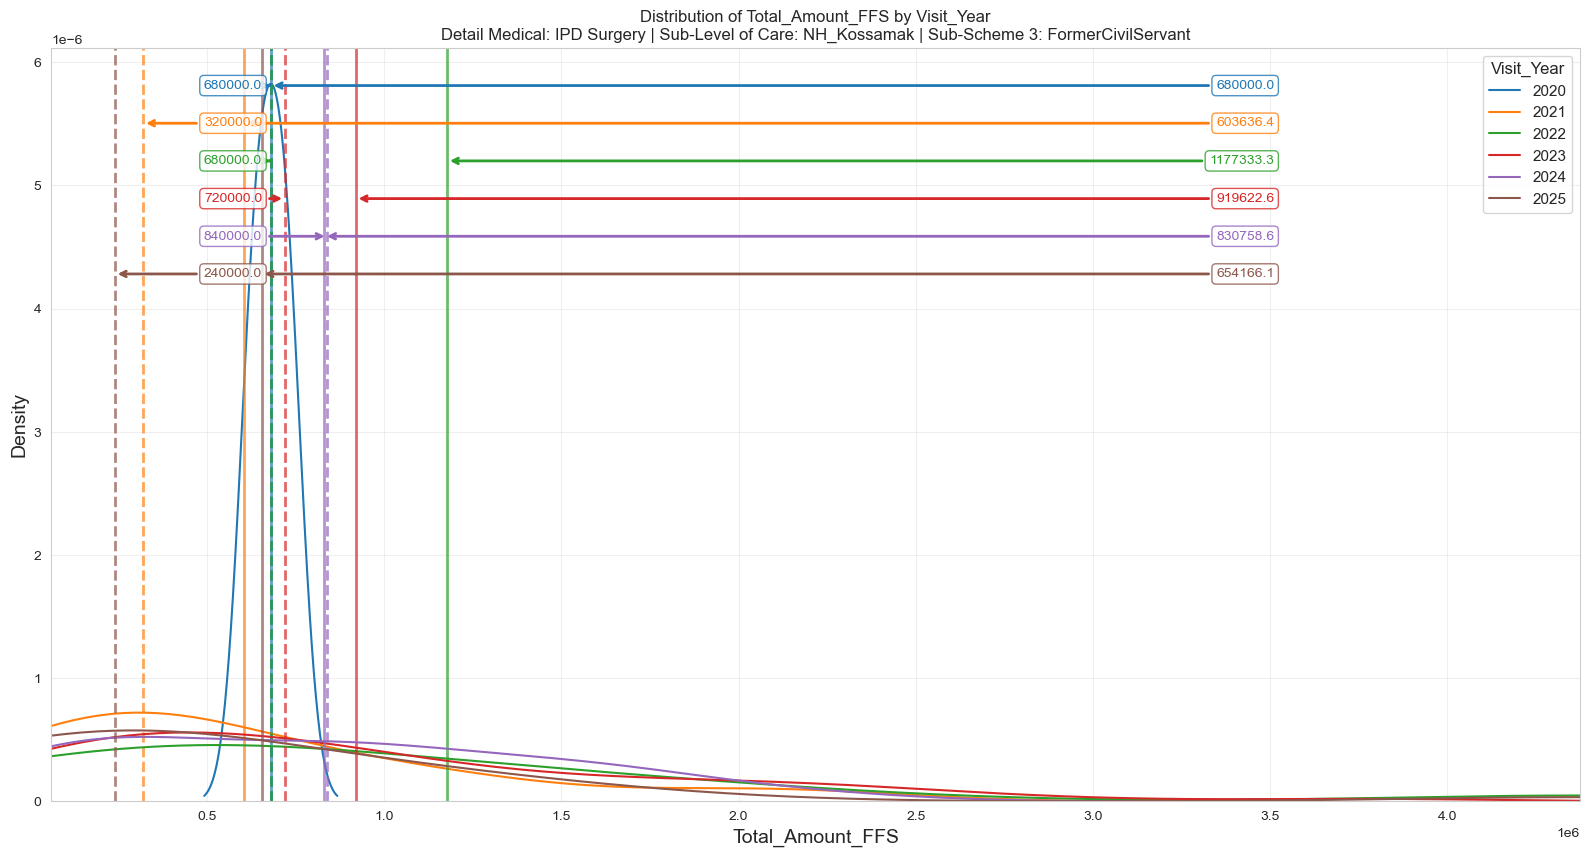 Distribution of Total_Amount_FFS by Visit_Year
Detail Medical: IPD Surgery | Sub-Level of Care: NH_Kossamak | Sub-Scheme 3: FormerCivilServant
1e−6
6
5
4
3
2
1
0
Density
680000.0 680000.0
320000.0 603636.4
680000.0 1177333.3
720000.0 919622.6
840000.0 830758.6
240000.0 654166.1
Visit_Year
2020
2021
2022
2023
2024
2025
0.5 1.0 1.5 2.0 2.5 3.0 3.5 4.0
1e6
Total_Amount_FFS